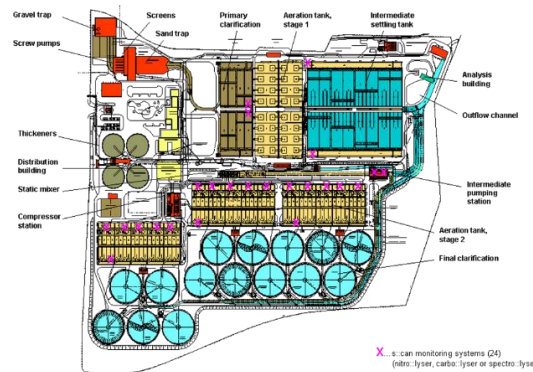 Gravel trap
Screens
Sand trap
Screw pumps
Primary
clarification
Aeration tank,
stage 1
Intermediate
settling tank
Analysis
building
Outflow channel
Thickeners
Distribution
building
Static mixer
Compressor
station
Intermediate
pumping
station
Aeration tank,
stage 2
Final clarification
X... s::can monitoring systems (24)
(nitro::lyser, carbo::lyser or spectro::lyse